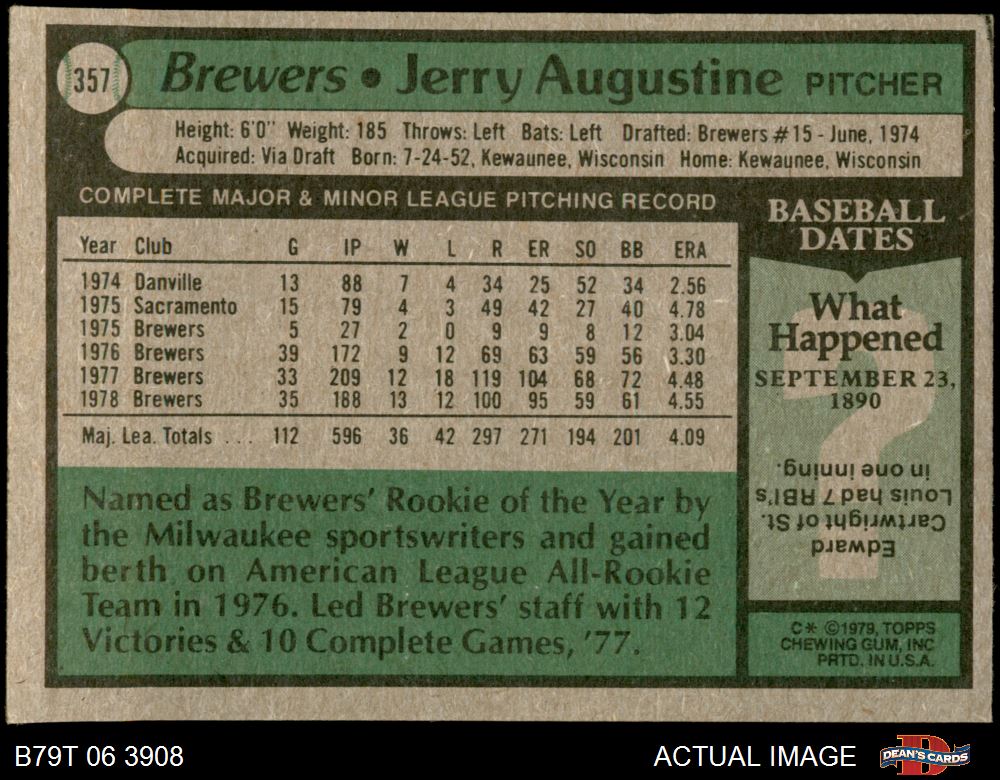 357
Brewers • Jerry Augustine PITCHER
Height: 6'0" Weight: 185 Throws: Left Bats: Left Drafted: Brewers #15 - June, 1974
Acquired: Via Draft Born: 7-24-52, Kewaunee, Wisconsin Home: Kewaunee, Wisconsin
COMPLETE MAJOR & MINOR LEAGUE PITCHING RECORD
Year Club G IP W L R ER SO BB ERA
1974 Danville 13 88 7 4 34 25 52 34 2.56
1975 Sacramento 15 79 4 3 49 42 27 40 4.78
1975 Brewers 5 27 2 0 9 9 8 12 3.04
1976 Brewers 39 172 9 12 69 63 59 56 3.30
1977 Brewers 33 209 12 18 119 104 68 72 4.48
1978 Brewers 35 188 13 12 100 95 59 61 4.55
Maj. Lea. Totals ... 112 596 36 42 297 271 194 201 4.09
Named as Brewers' Rookie of the Year by
the Milwaukee sportswriters and gained
berth on American League All-Rookie
Team in 1976. Led Brewers' staff with 12
Victories & 10 Complete Games, '77.
BASEBALL
DATES
What
Happened
SEPTEMBER 23,
1890
?
Edward
Cartwright of St.
Louis had 7 RBI's
in one inning.
C* ©1979, TOPPS
CHEWING GUM, INC
PRTD. IN U.S.A.
B79T 06 3908
ACTUAL IMAGE
D
DEAN'S CARDS